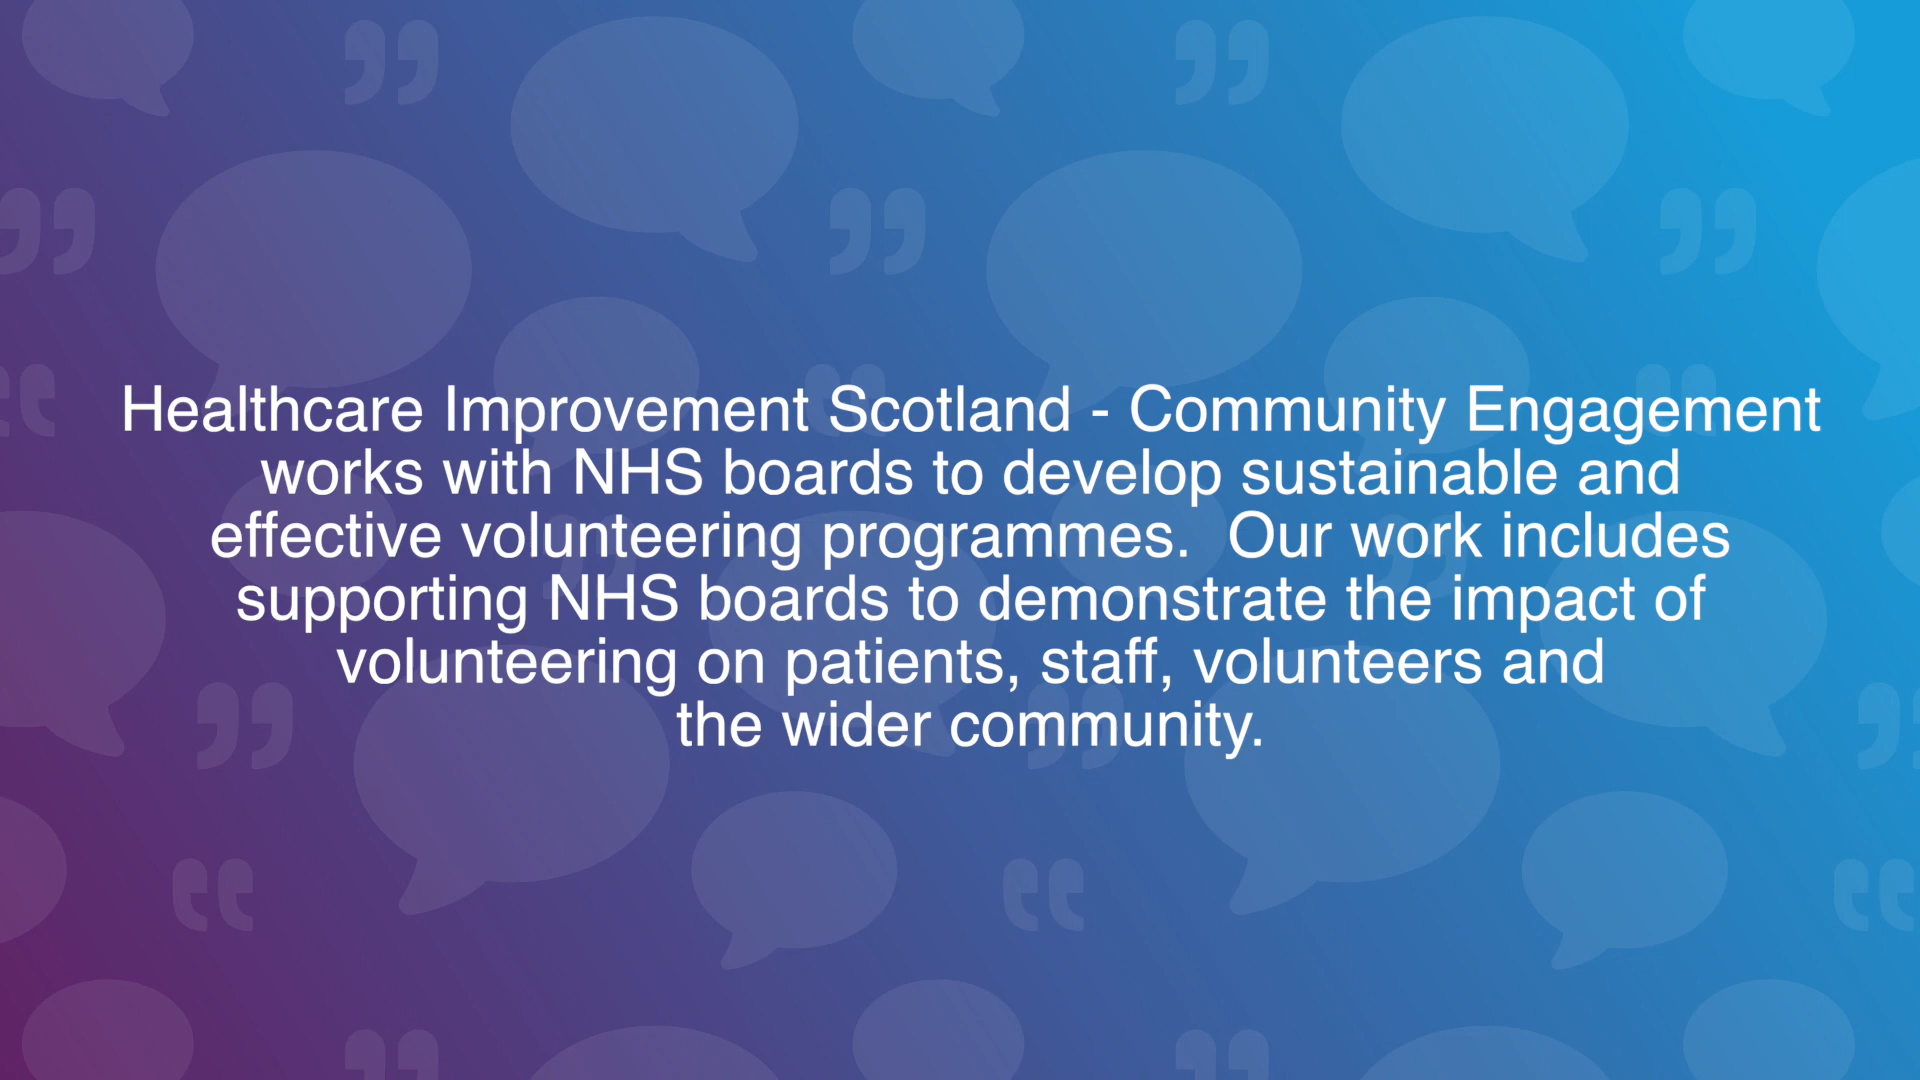 Healthcare Improvement Scotland - Community Engagement
works with NHS boards to develop sustainable and
effective volunteering programmes.  Our work includes
supporting NHS boards to demonstrate the impact of
volunteering on patients, staff, volunteers and
the wider community.